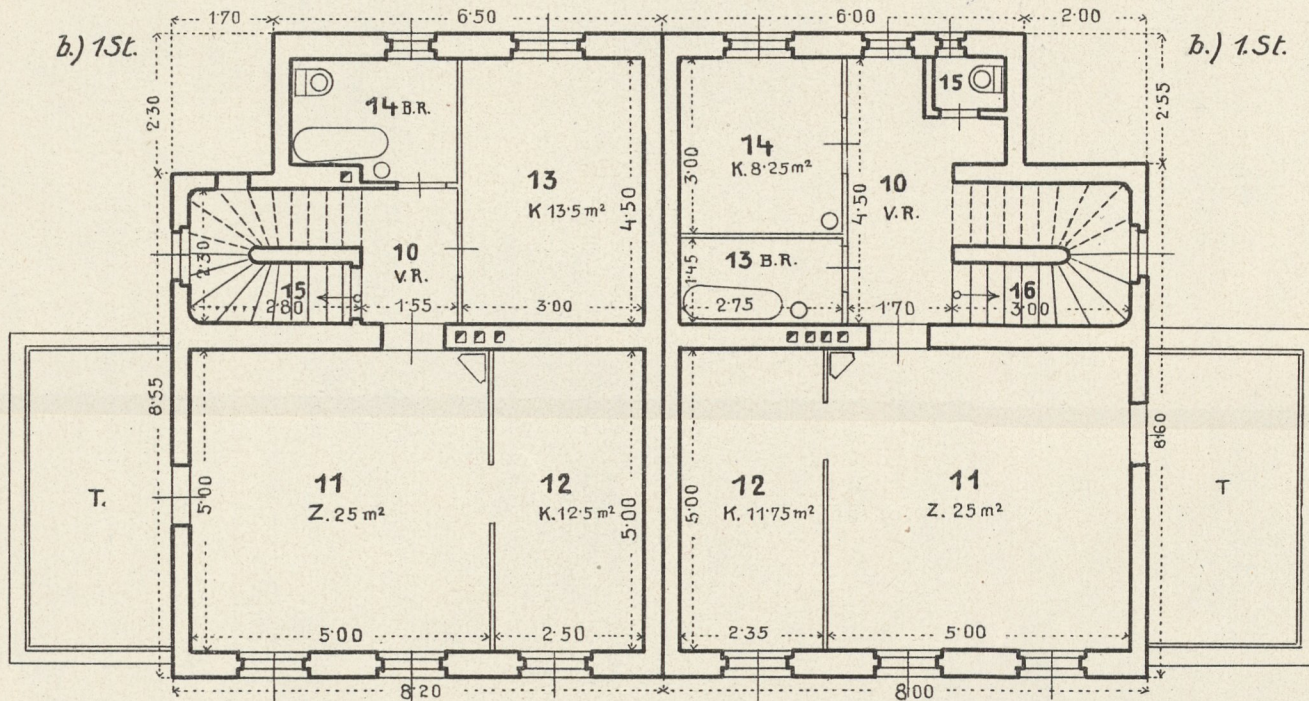 1·70 6·50 6·00 2·00
b.) 1St. b.) 1.St.
2·30 2·55
14 B.R. 15
14
K. 8·25 m²
3·00
13
K 13·5 m²
4·50
10
V.R.
4·50
10
V.R.
2·30
13 B.R.
1·45
15 16
2·80 1·55 3·00 2·75 1·70 3·00
8·55 8·60
T. T
5·00
11
Z. 25 m²
12
K. 12·5 m²
5·00
5·00
12
K. 11·75 m²
11
Z. 25 m²
5·00 2·50 2·35 5·00
8·20 8·00